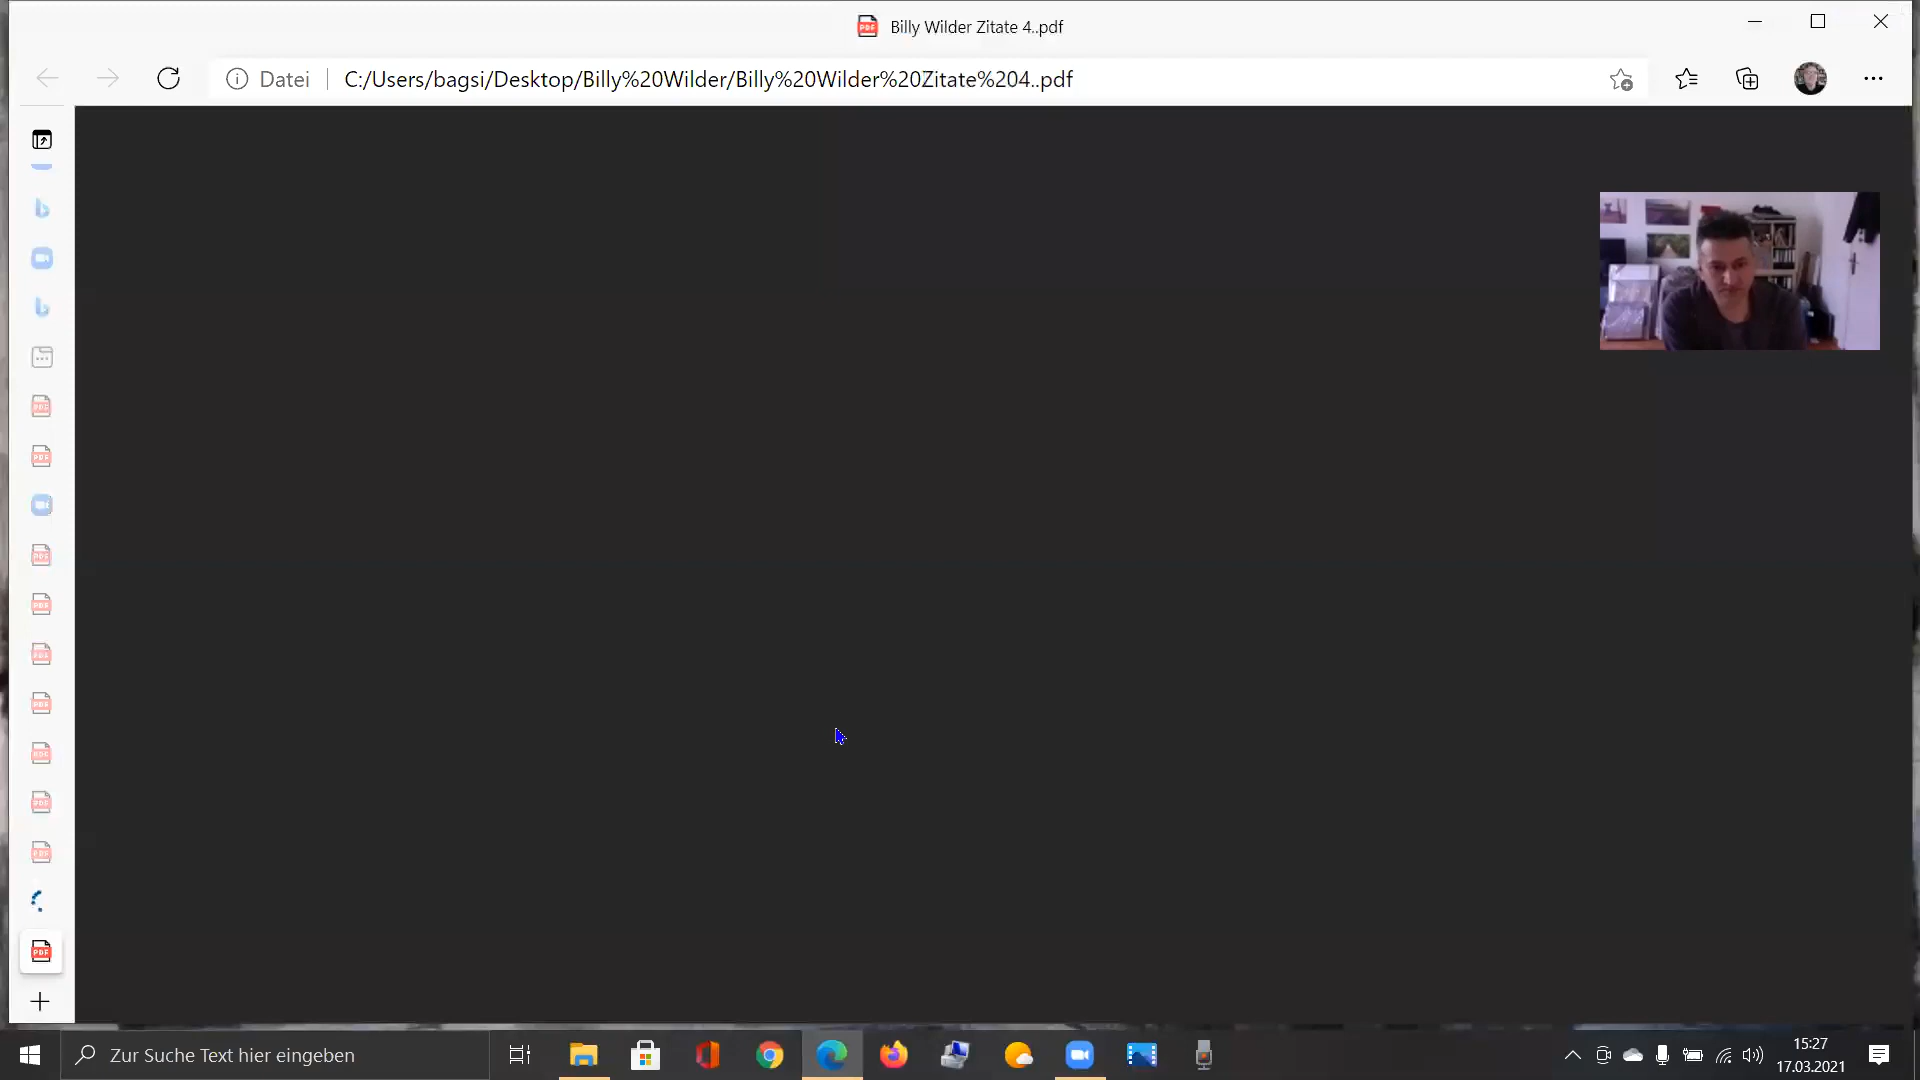 Billy Wilder Zitate 4..pdf
Datei
C:/Users/bagsi/Desktop/Billy%20Wilder/Billy%20Wilder%20Zitate%204..pdf
Zur Suche Text hier eingeben
15:27
17.03.2021